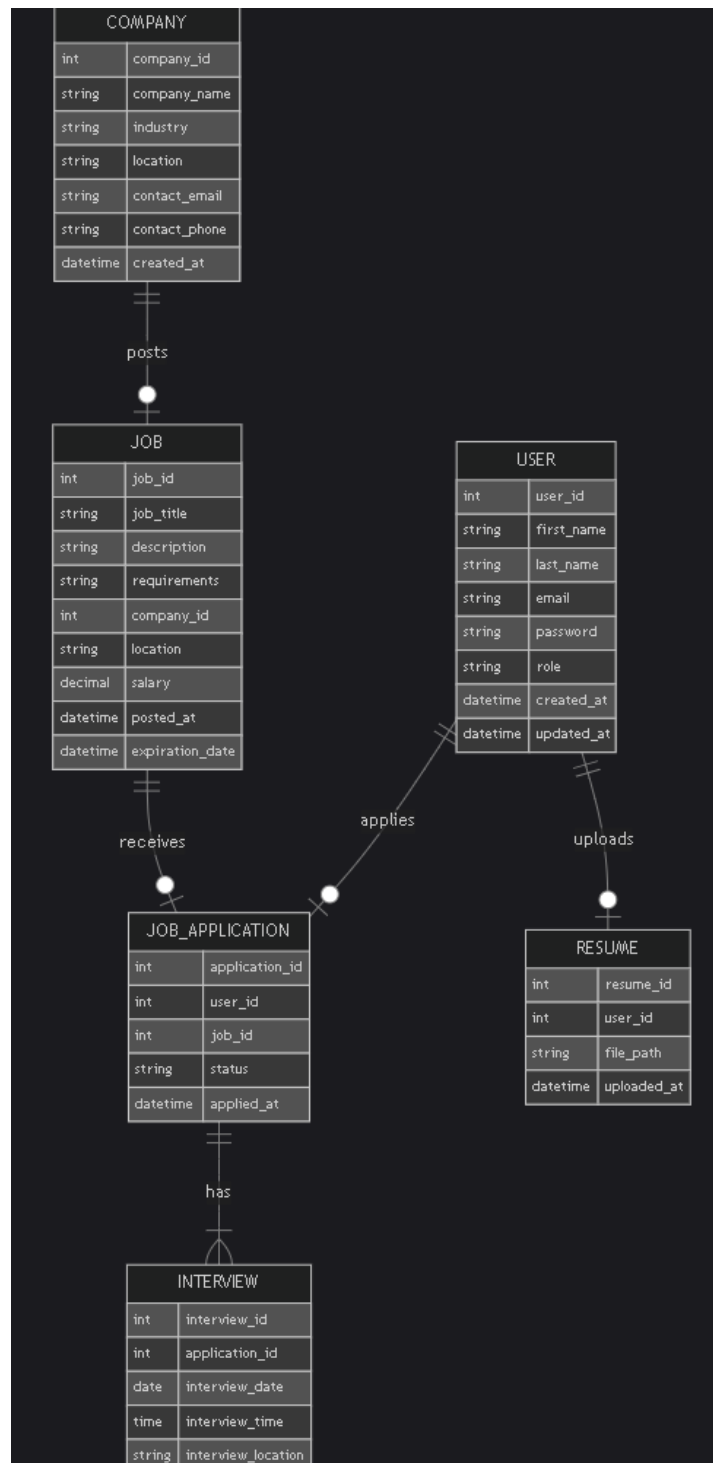 COMPANY
int company_id
string company_name
string industry
string location
string contact_email
string contact_phone
datetime created_at
posts
JOB
int job_id
string job_title
string description
string requirements
int company_id
string location
decimal salary
datetime posted_at
datetime expiration_date
USER
int user_id
string first_name
string last_name
string email
string password
string role
datetime created_at
datetime updated_at
receives
applies
uploads
JOB_APPLICATION
int application_id
int user_id
int job_id
string status
datetime applied_at
RESUME
int resume_id
int user_id
string file_path
datetime uploaded_at
has
INTERVIEW
int interview_id
int application_id
date interview_date
time interview_time
string interview_location